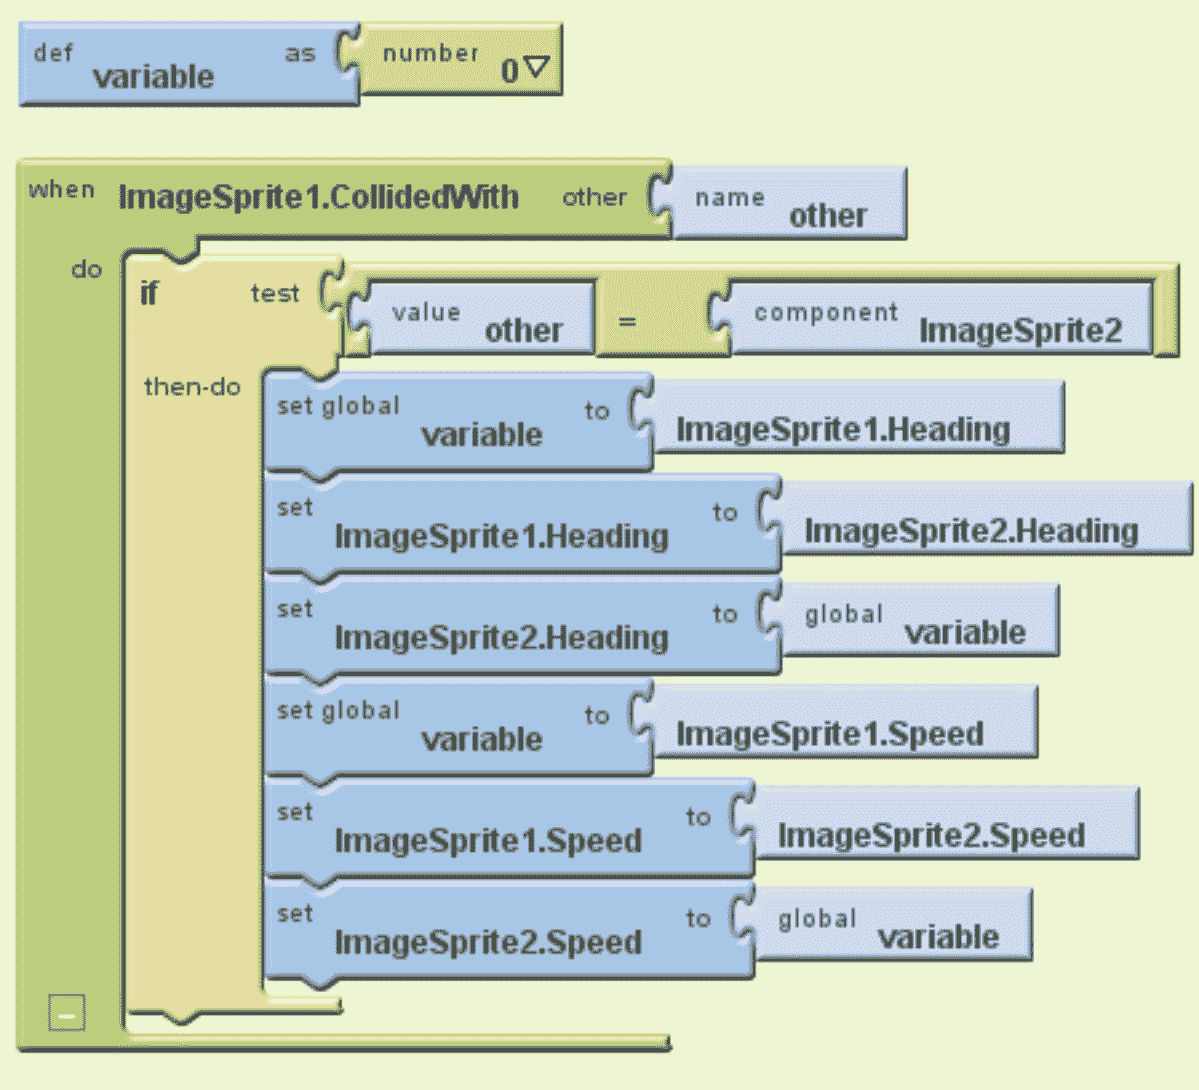 def variable as number 0
when ImageSprite1.CollidedWith other name other
do if test value other = component ImageSprite2
then-do set global variable to ImageSprite1.Heading
set ImageSprite1.Heading to ImageSprite2.Heading
set ImageSprite2.Heading to global variable
set global variable to ImageSprite1.Speed
set ImageSprite1.Speed to ImageSprite2.Speed
set ImageSprite2.Speed to global variable